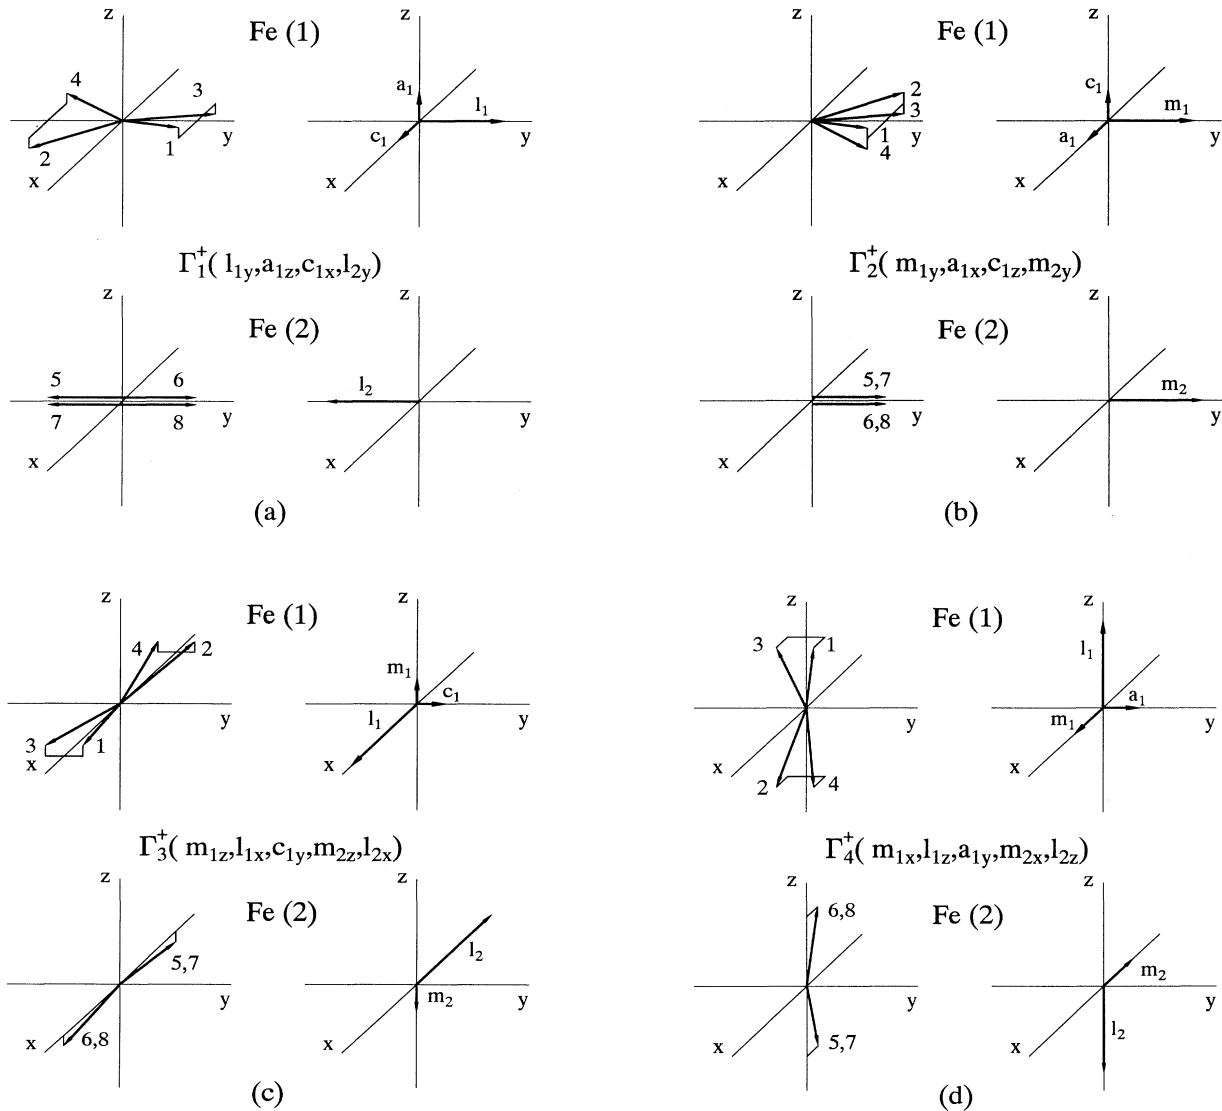 z Fe (1) z
4 3 a₁ l₁
2 1 y c₁ y
x x
Γ₁⁺( l₁y,a₁z,c₁x,l₂y)
z Fe (2) z
5 6 l₂
7 8 y y
x x
(a)
z Fe (1) z
2 c₁
3 m₁
1 y a₁ y
4
x x
Γ₂⁺( m₁y,a₁x,c₁z,m₂y)
z Fe (2) z
5,7 m₂
6,8 y y
x x
(b)
z Fe (1) z
4 2 m₁ c₁
y l₁ y
3 1
x x
Γ₃⁺( m₁z,l₁x,c₁y,m₂z,l₂x)
z Fe (2) z
5,7 l₂
y m₂ y
6,8
x x
(c)
z Fe (1) z
3 1 l₁
a₁
y m₁ y
x x
2 4
Γ₄⁺( m₁x,l₁z,a₁y,m₂x,l₂z)
z Fe (2) z
6,8
m₂
y y
5,7 l₂
x x
(d)